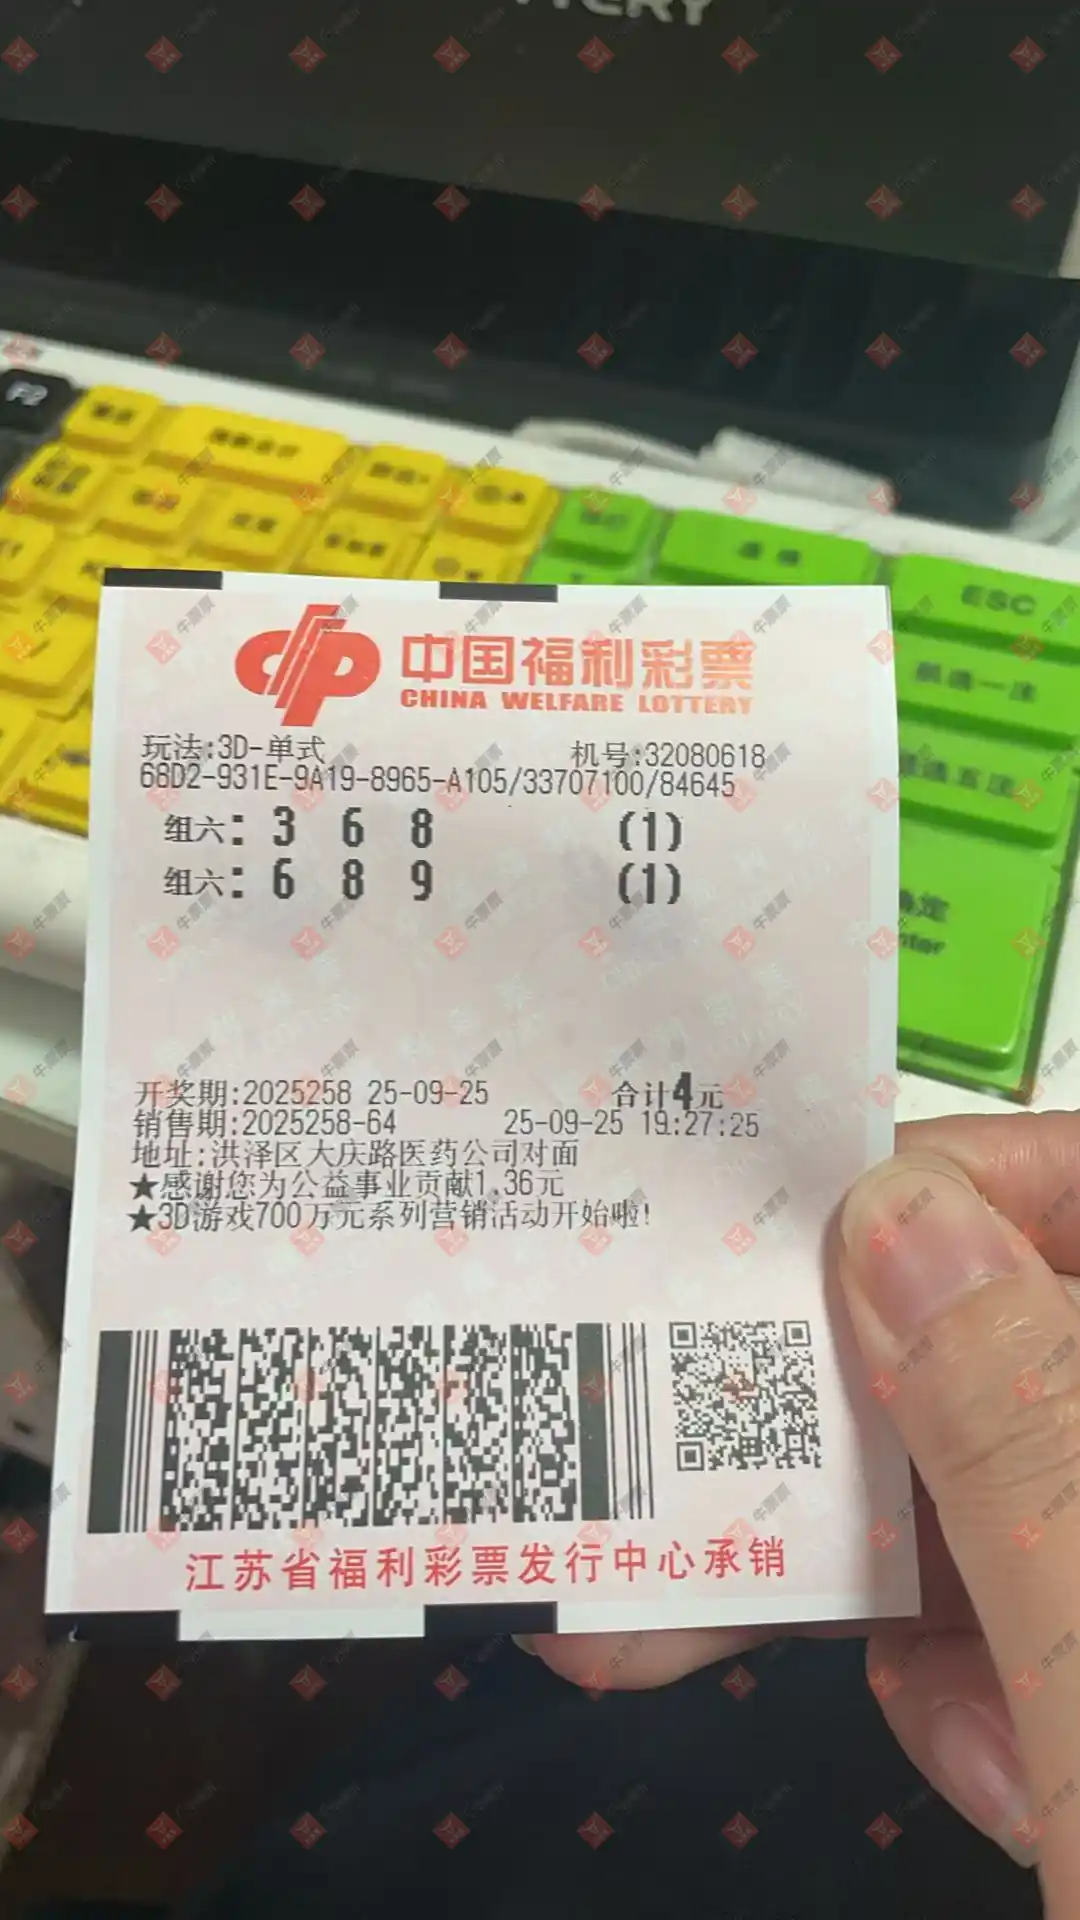 TTERY
F2
ESC
中国福利彩票
CHINA WELFARE LOTTERY
玩法:3D-单式 机号:32080618
68D2-931E-9A19-8965-A105/33707100/84645
组六: 3 6 8 (1)
组六: 6 8 9 (1)
开奖期:2025258 25-09-25 合计4元
销售期:2025258-64 25-09-25 19:27:25
地址:洪泽区大庆路医药公司对面
★感谢您为公益事业贡献1.36元
★3D游戏700万元系列营销活动开始啦!
江苏省福利彩票发行中心承销
牛票票